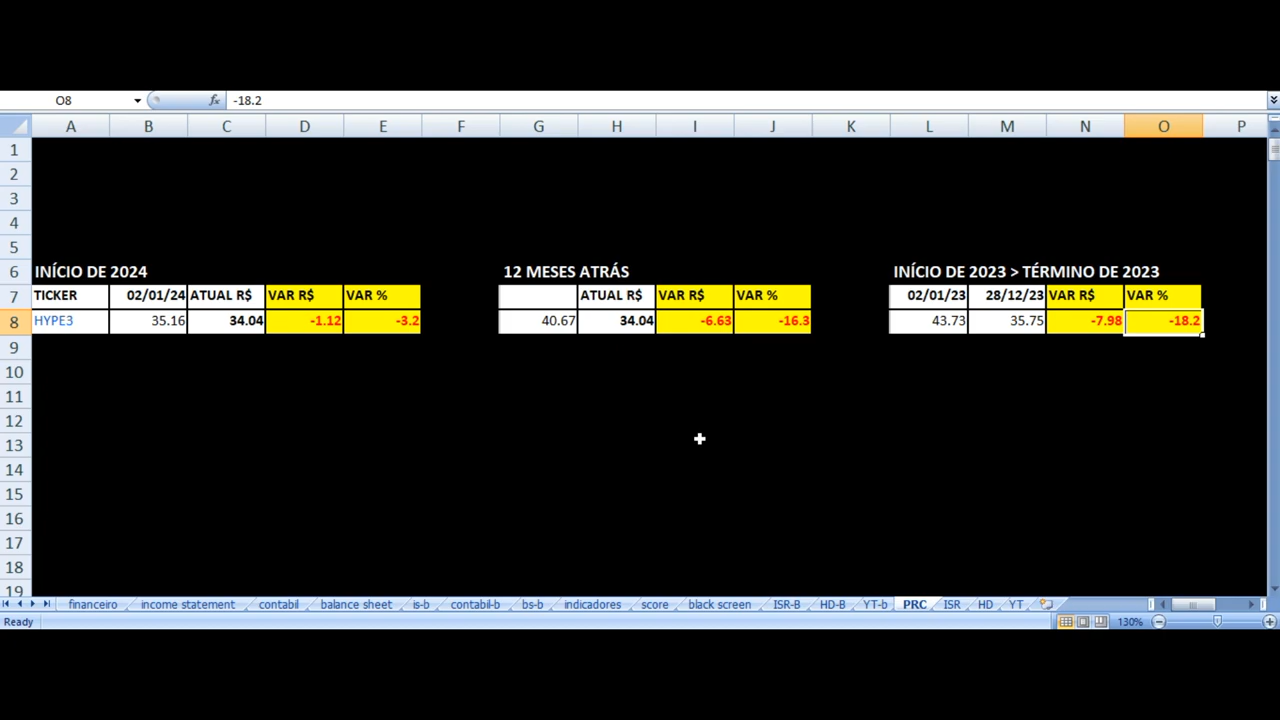 O8 fx -18.2
A B C D E F G H I J K L M N O P
1
2
3
4
5
6 INÍCIO DE 2024 12 MESES ATRÁS INÍCIO DE 2023 > TÉRMINO DE 2023
7 TICKER 02/01/24 ATUAL R$ VAR R$ VAR % ATUAL R$ VAR R$ VAR % 02/01/23 28/12/23 VAR R$ VAR %
8 HYPE3 35.16 34.04 -1.12 -3.2 40.67 34.04 -6.63 -16.3 43.73 35.75 -7.98 -18.2
9
10
11
12
13
14
15
16
17
18
19
financeiro income statement contabil balance sheet is-b contabil-b bs-b indicadores score black screen ISR-B HD-B YT-b PRC ISR HD YT
Ready 130%